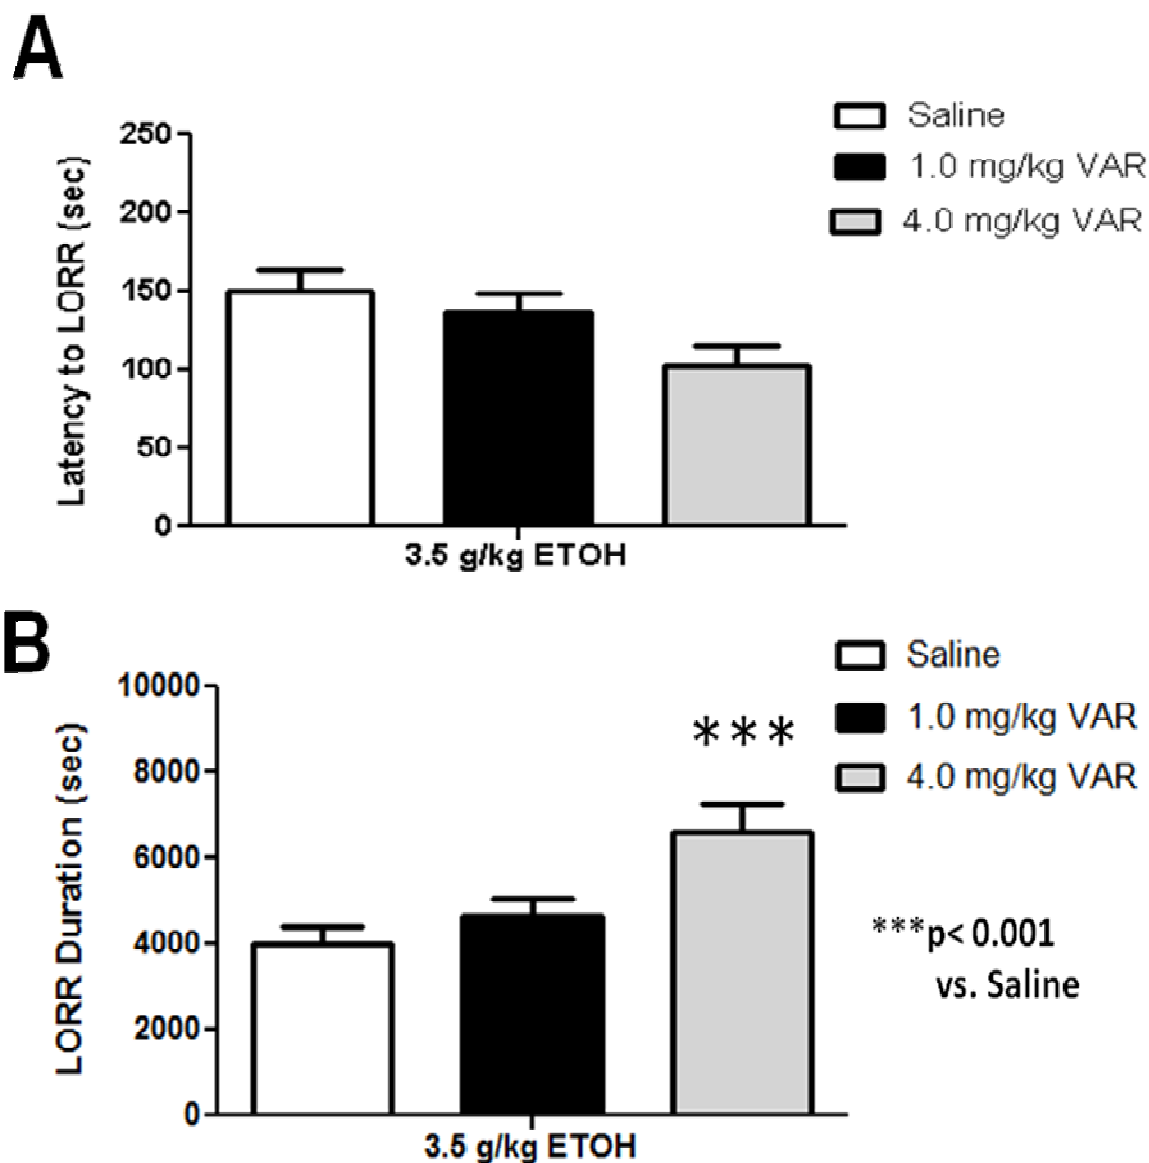 A
250
200
150
100
50
0
Latency to LORR (sec)
3.5 g/kg ETOH
Saline
1.0 mg/kg VAR
4.0 mg/kg VAR
B
10000
8000
6000
4000
2000
0
LORR Duration (sec)
3.5 g/kg ETOH
***
Saline
1.0 mg/kg VAR
4.0 mg/kg VAR
***p< 0.001
vs. Saline